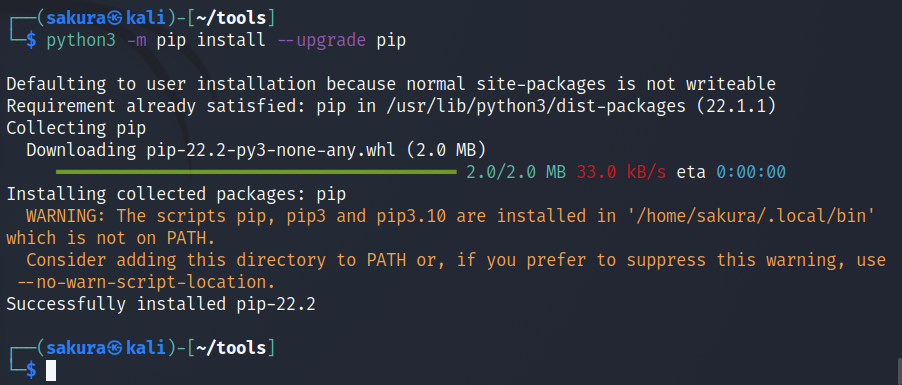 ┌──(sakura㉿kali)-[~/tools]
└─$ python3 -m pip install --upgrade pip
Defaulting to user installation because normal site-packages is not writeable
Requirement already satisfied: pip in /usr/lib/python3/dist-packages (22.1.1)
Collecting pip
  Downloading pip-22.2-py3-none-any.whl (2.0 MB)
     ━━━━━━━━━━━━━━━━━━━━━━━━━━━━━━━━━━━━━━━━ 2.0/2.0 MB 33.0 kB/s eta 0:00:00
Installing collected packages: pip
  WARNING: The scripts pip, pip3 and pip3.10 are installed in '/home/sakura/.local/bin'
which is not on PATH.
  Consider adding this directory to PATH or, if you prefer to suppress this warning, use
 --no-warn-script-location.
Successfully installed pip-22.2
┌──(sakura㉿kali)-[~/tools]
└─$